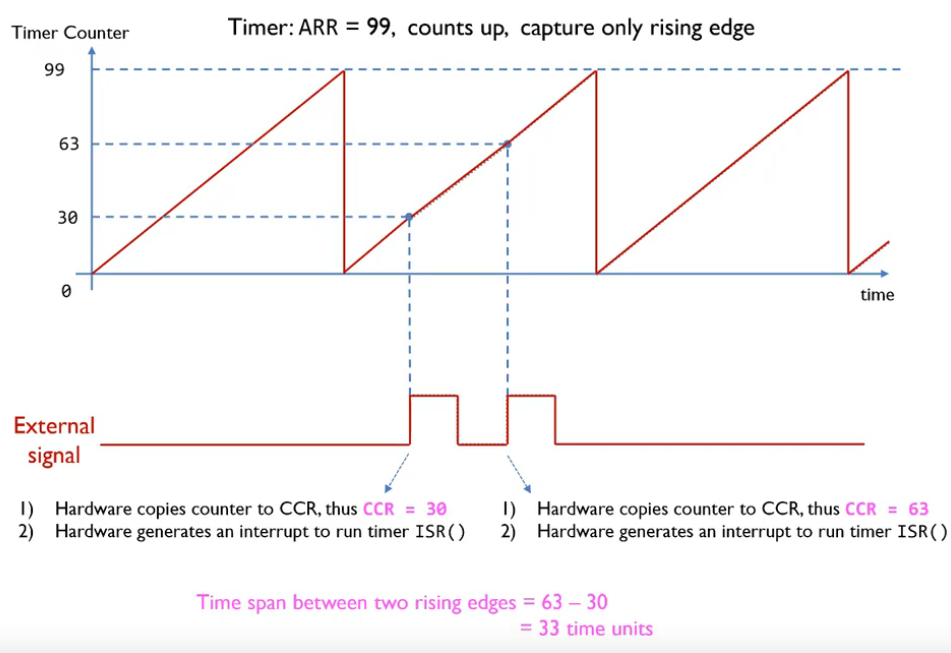 Timer: ARR = 99, counts up, capture only rising edge
Timer Counter
99
63
30
0
time
External
signal
1) Hardware copies counter to CCR, thus CCR = 30
2) Hardware generates an interrupt to run timer ISR()
1) Hardware copies counter to CCR, thus CCR = 63
2) Hardware generates an interrupt to run timer ISR()
Time span between two rising edges = 63 – 30
= 33 time units